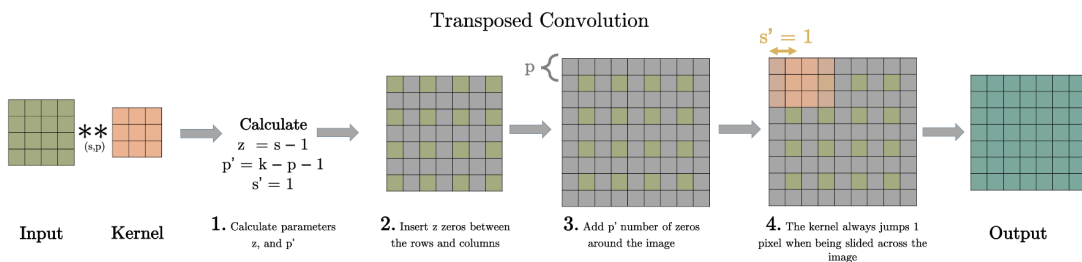 Transposed Convolution
s' = 1
p
**
(s,p)
Calculate
z = s − 1
p' = k − p − 1
s' = 1
Input
Kernel
1. Calculate parameters
z, and p'
2. Insert z zeros between
the rows and columns
3. Add p' number of zeros
around the image
4. The kernel always jumps 1
pixel when being slided across the
image
Output